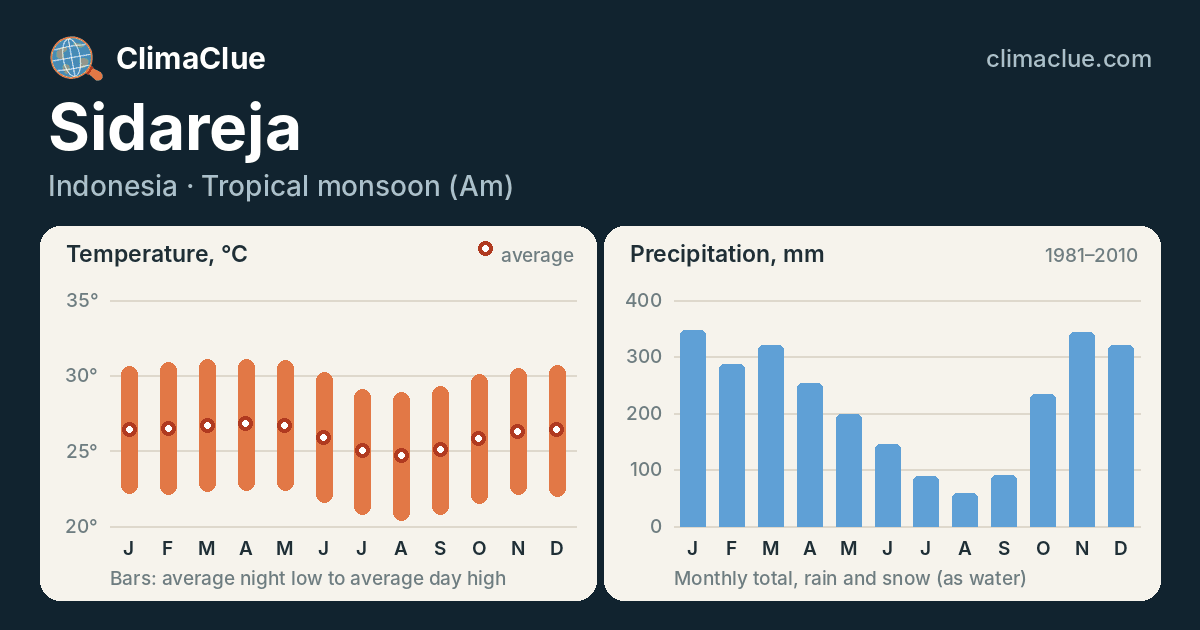 ClimaClue
climaclue.com
Sidareja
Indonesia · Tropical monsoon (Am)
Temperature, °C
average
35°
30°
25°
20°
J F M A M J J A S O N D
Bars: average night low to average day high
Precipitation, mm
1981–2010
400
300
200
100
0
J F M A M J J A S O N D
Monthly total, rain and snow (as water)